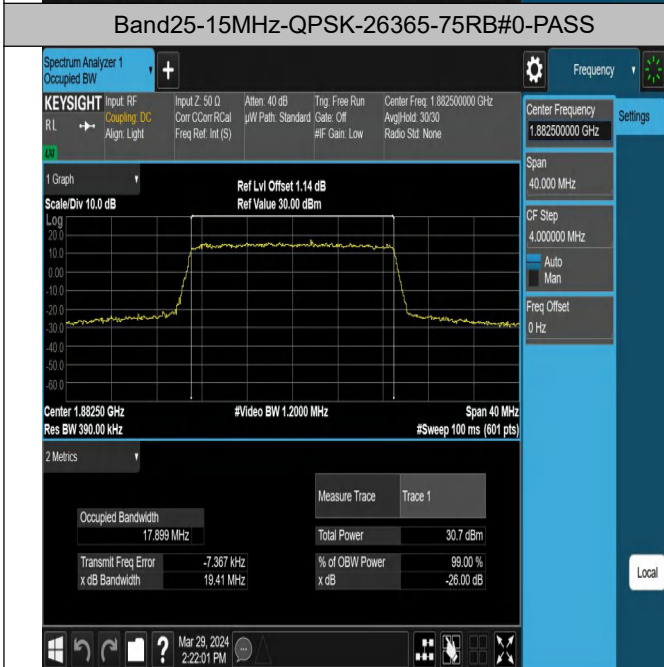 Band25-15MHz-QPSK-26365-75RB#0-PASS
Spectrum Analyzer 1
Occupied BW
+
Frequency
KEYSIGHT
RL
Input: RF
Coupling: DC
Align: Light
Input Z: 50 Ω
Corr CCorr RCal
Freq Ref: Int (S)
Atten: 40 dB
µW Path: Standard
Trig: Free Run
Gate: Off
#IF Gain: Low
Center Freq: 1.882500000 GHz
Avg|Hold: 30/30
Radio Std: None
Center Frequency
1.882500000 GHz
Settings
Span
40.000 MHz
CF Step
4.000000 MHz
Auto
Man
Freq Offset
0 Hz
1 Graph
Scale/Div 10.0 dB
Ref Lvl Offset 1.14 dB
Ref Value 30.00 dBm
Log
20.0
10.0
0.00
-10.0
-20.0
-30.0
-40.0
-50.0
-60.0
Center 1.88250 GHz
#Video BW 1.2000 MHz
Span 40 MHz
Res BW 390.00 kHz
#Sweep 100 ms (601 pts)
2 Metrics
Measure Trace
Trace 1
Occupied Bandwidth
17.899 MHz
Total Power
30.7 dBm
Transmit Freq Error
-7.367 kHz
% of OBW Power
99.00 %
x dB Bandwidth
19.41 MHz
x dB
-26.00 dB
Local
?
Mar 29, 2024
2:22:01 PM